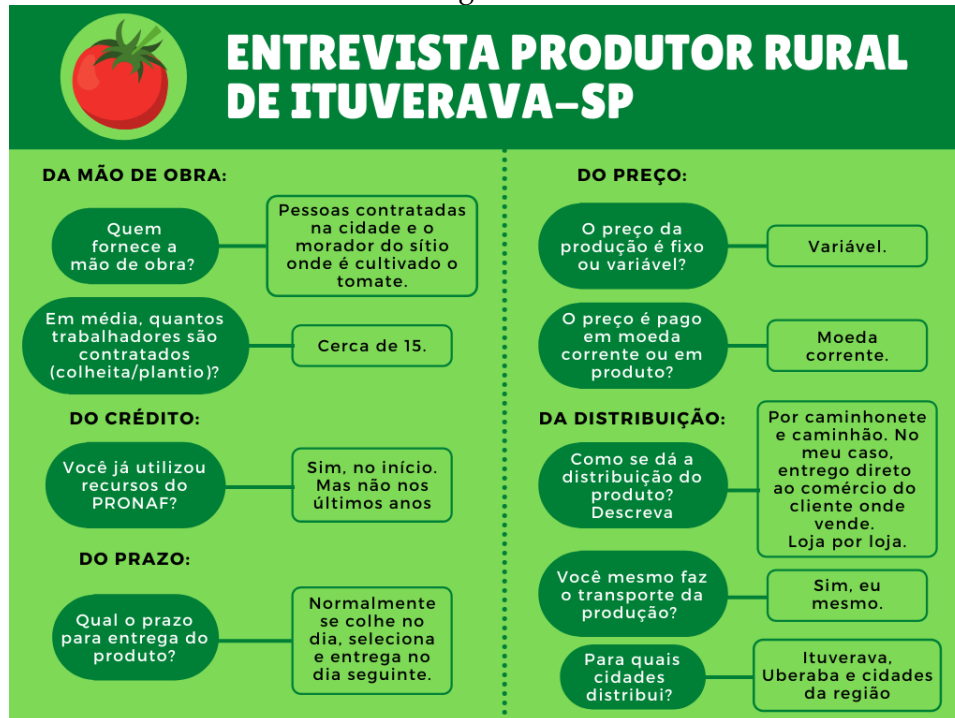 ENTREVISTA PRODUTOR RURAL
DE ITUVERAVA-SP
DA MÃO DE OBRA:
Quem
fornece a
mão de obra?
Pessoas contratadas
na cidade e o
morador do sítio
onde é cultivado o
tomate.
Em média, quantos
trabalhadores são
contratados
(colheita/plantio)?
Cerca de 15.
DO CRÉDITO:
Você já utilizou
recursos do
PRONAF?
Sim, no início.
Mas não nos
últimos anos
DO PRAZO:
Qual o prazo
para entrega do
produto?
Normalmente
se colhe no
dia, seleciona
e entrega no
dia seguinte.
DO PREÇO:
O preço da
produção é fixo
ou variável?
Variável.
O preço é pago
em moeda
corrente ou em
produto?
Moeda
corrente.
DA DISTRIBUIÇÃO:
Como se dá a
distribuição do
produto?
Descreva
Por caminhonete
e caminhão. No
meu caso,
entrego direto
ao comércio do
cliente onde
vende.
Loja por loja.
Você mesmo faz
o transporte da
produção?
Sim, eu
mesmo.
Para quais
cidades
distribui?
Ituverava,
Uberaba e cidades
da região